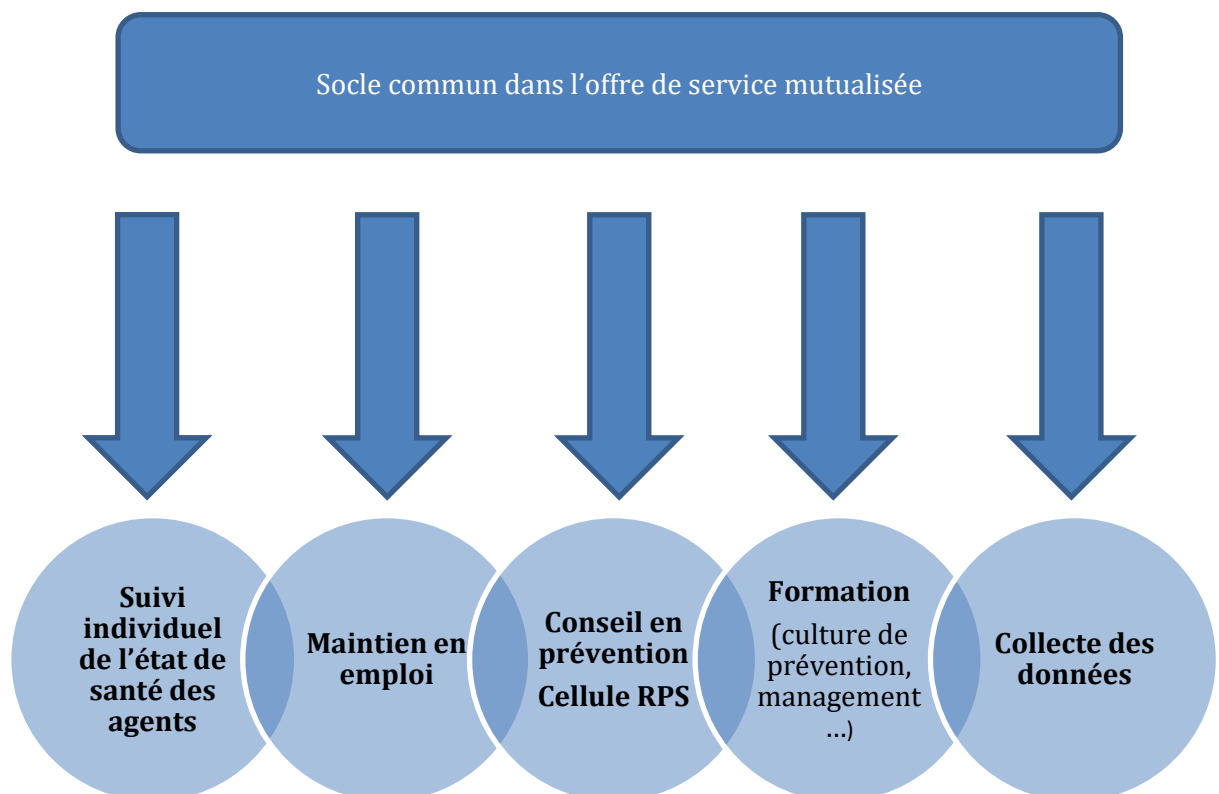 Socle commun dans l’offre de service mutualisée
Suivi
individuel
de l’état de
santé des
agents
Maintien en
emploi
Conseil en
prévention
Cellule RPS
Formation
(culture de
prévention,
management
…)
Collecte des
données